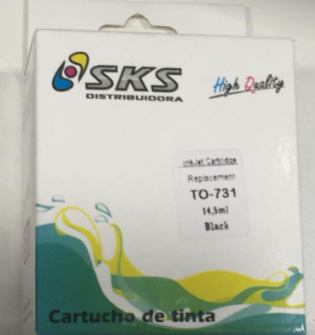 SKS
DISTRIBUIDORA
High Quality
InkJet Cartridge
Replacement
TO-731
14,5ml
Black
Cartucho de tinta